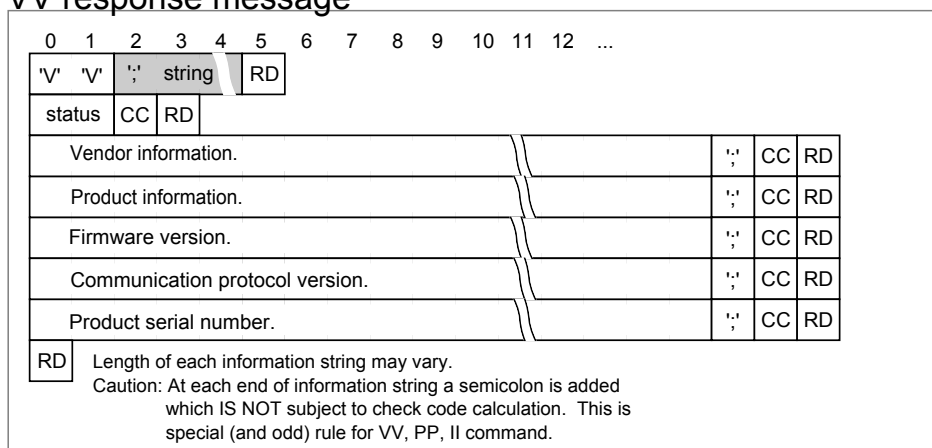 VV response message
0 1 2 3 4 5 6 7 8 9 10 11 12 ...
'V' 'V' ';' string RD
status CC RD
Vendor information. ';' CC RD
Product information. ';' CC RD
Firmware version. ';' CC RD
Communication protocol version. ';' CC RD
Product serial number. ';' CC RD
RD Length of each information string may vary.
Caution: At each end of information string a semicolon is added
which IS NOT subject to check code calculation. This is
special (and odd) rule for VV, PP, II command.